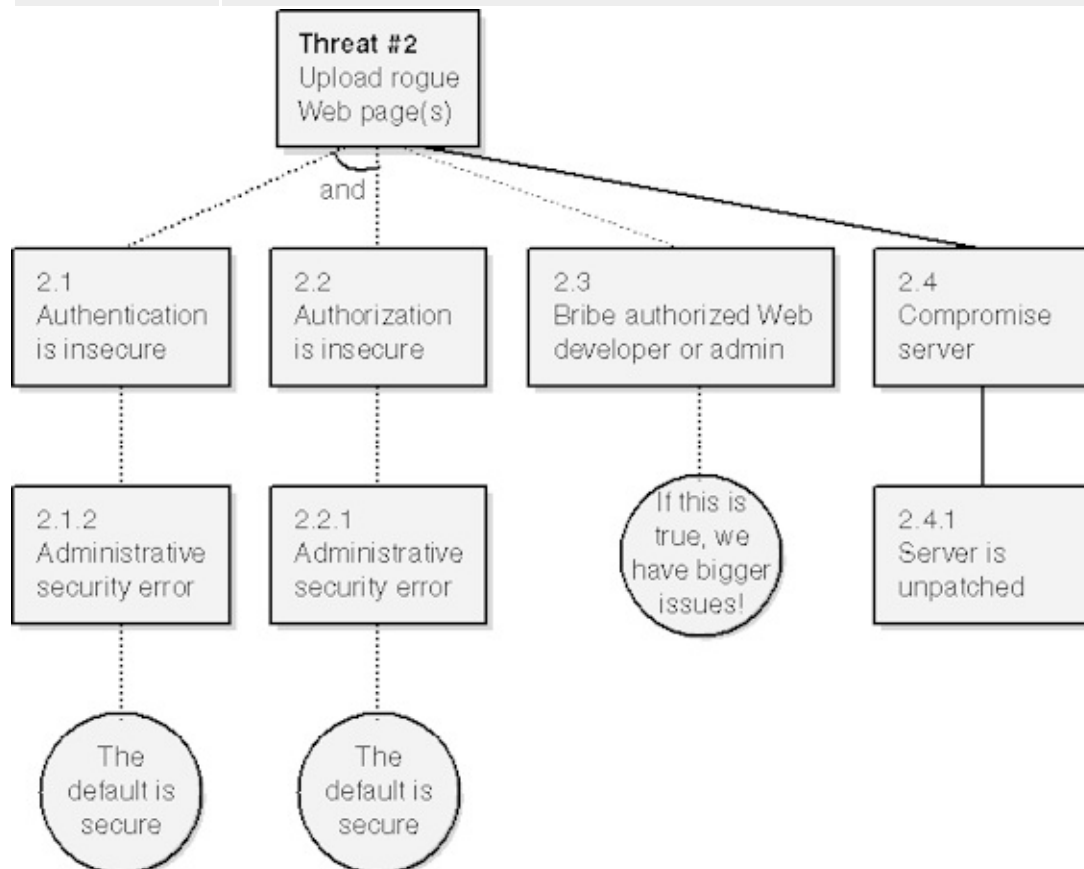 Threat #2
Upload rogue
Web page(s)
and
2.1
Authentication
is insecure
2.2
Authorization
is insecure
2.3
Bribe authorized Web
developer or admin
2.4
Compromise
server
2.1.2
Administrative
security error
2.2.1
Administrative
security error
If this is
true, we
have bigger
issues!
2.4.1
Server is
unpatched
The
default is
secure
The
default is
secure